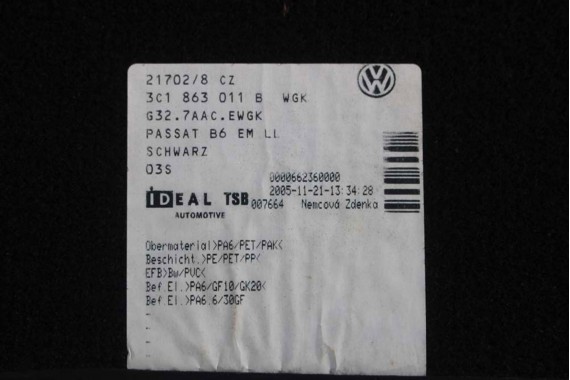 21702/8 CZ
3C1 863 011 B WGK
G32.7AAC.EWGK
PASSAT B6 EM LL
SCHWARZ
03S
0000662360000
2005-11-21-13:34:28
IDEAL TSB 007664 Nemcová Zdenka
AUTOMOTIVE
Obermaterial>PA6/PET/PAK<
Beschicht.>PE/PET/PP<
EFB>Bw/PVC<
Bef.El.>PA6/GF10/GK20<
Bef.El.>PA6.6/30GF
-
-
-
VW